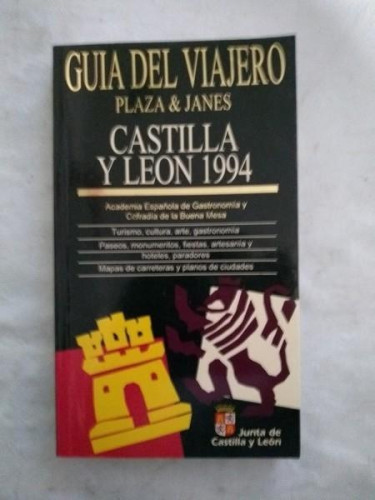 GUIA DEL VIAJERO
PLAZA & JANES
CASTILLA
Y LEON 1994
Academia Española de Gastronomía y
Cofradía de la Buena Mesa
Turismo, cultura, arte, gastronomía
Paseos, monumentos, fiestas, artesanía y
hoteles, paradores
Mapas de carreteras y planos de ciudades
Junta de
Castilla y León